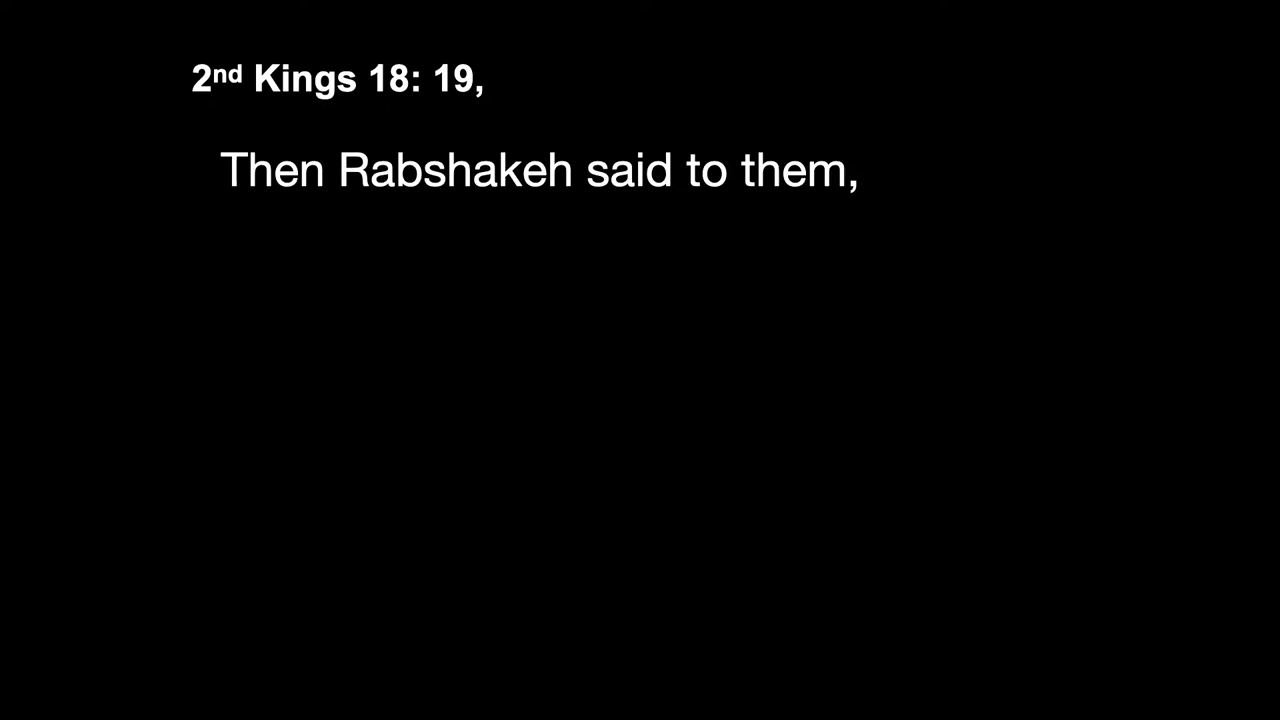 2nd Kings 18: 19,
Then Rabshakeh said to them,